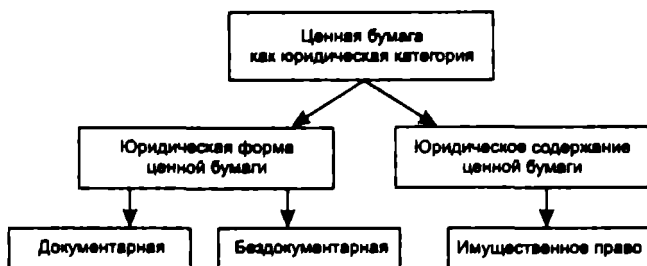 Ценная бумага
как юридическая категория
Юридическая форма
ценной бумаги
Юридическое содержание
ценной бумаги
Документарная
Бездокументарная
Имущественное право